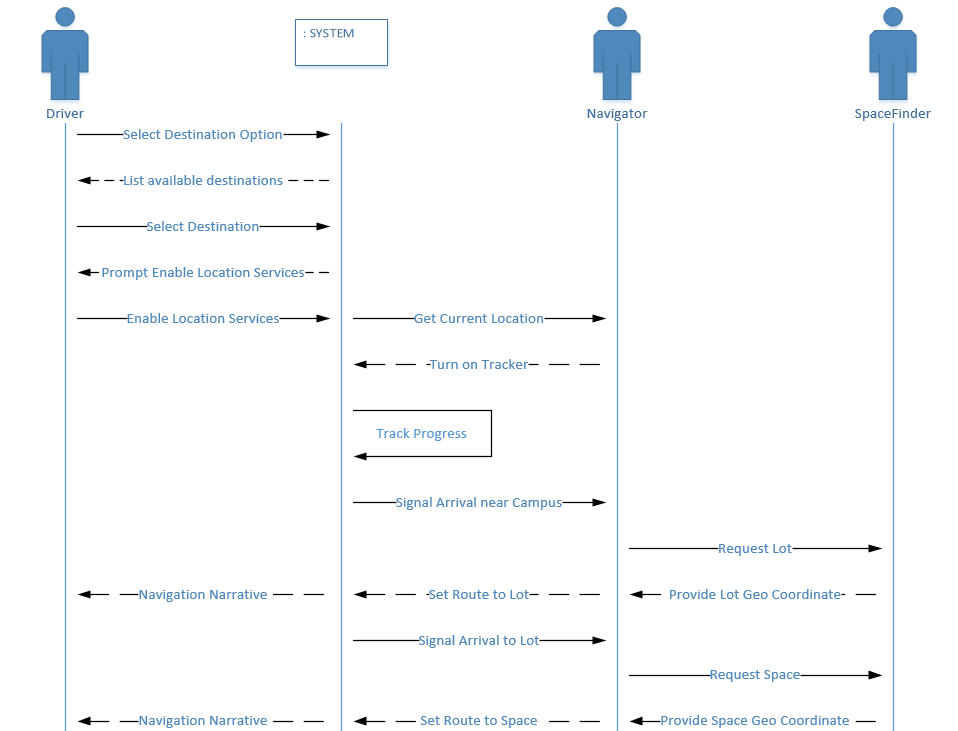 : SYSTEM
Driver
Navigator
SpaceFinder
Select Destination Option
List available destinations
Select Destination
Prompt Enable Location Services
Enable Location Services
Get Current Location
Turn on Tracker
Track Progress
Signal Arrival near Campus
Request Lot
Navigation Narrative
Set Route to Lot
Provide Lot Geo Coordinate
Signal Arrival to Lot
Request Space
Navigation Narrative
Set Route to Space
Provide Space Geo Coordinate